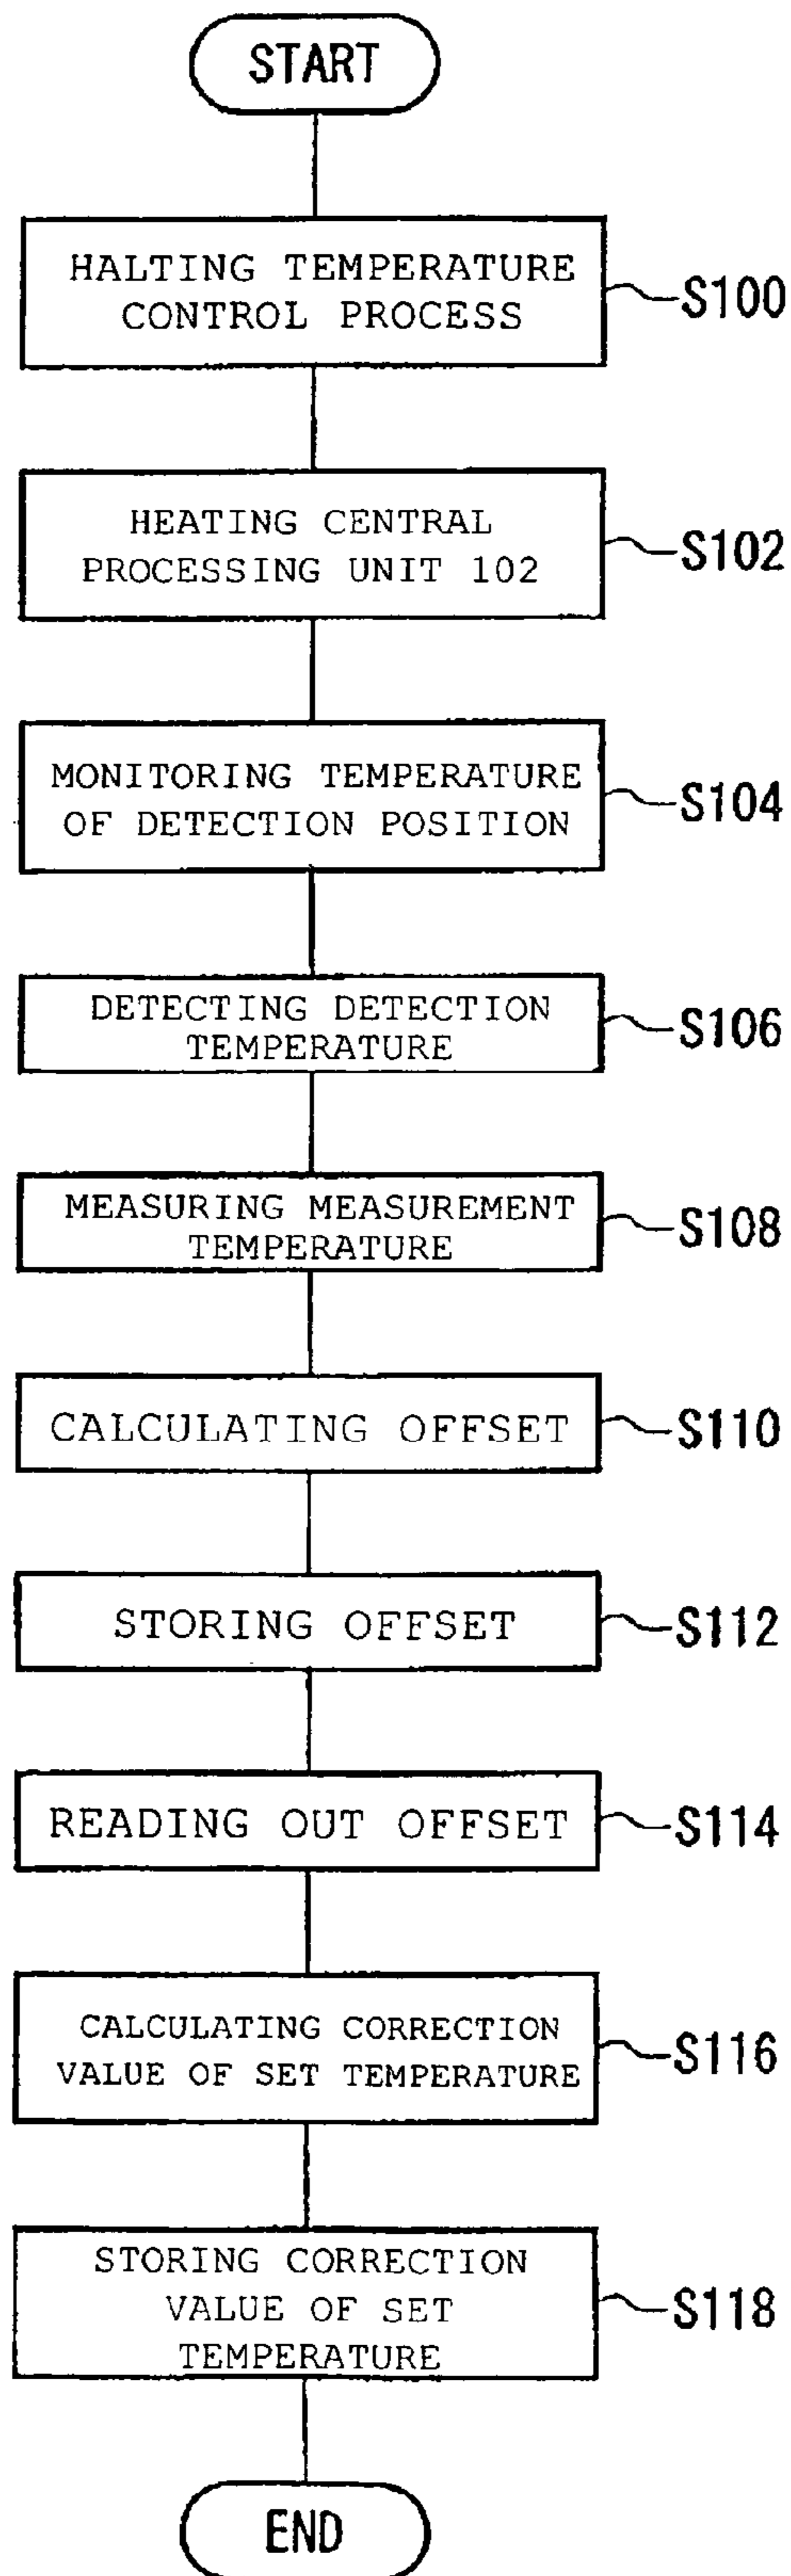 START
HALTING TEMPERATURE
CONTROL PROCESS
S100
HEATING CENTRAL
PROCESSING UNIT 102
S102
MONITORING TEMPERATURE
OF DETECTION POSITION
S104
DETECTING DETECTION
TEMPERATURE
S106
MEASURING MEASUREMENT
TEMPERATURE
S108
CALCULATING OFFSET
S110
STORING OFFSET
S112
READING OUT OFFSET
S114
CALCULATING CORRECTION
VALUE OF SET TEMPERATURE
S116
STORING CORRECTION
VALUE OF SET
TEMPERATURE
S118
END